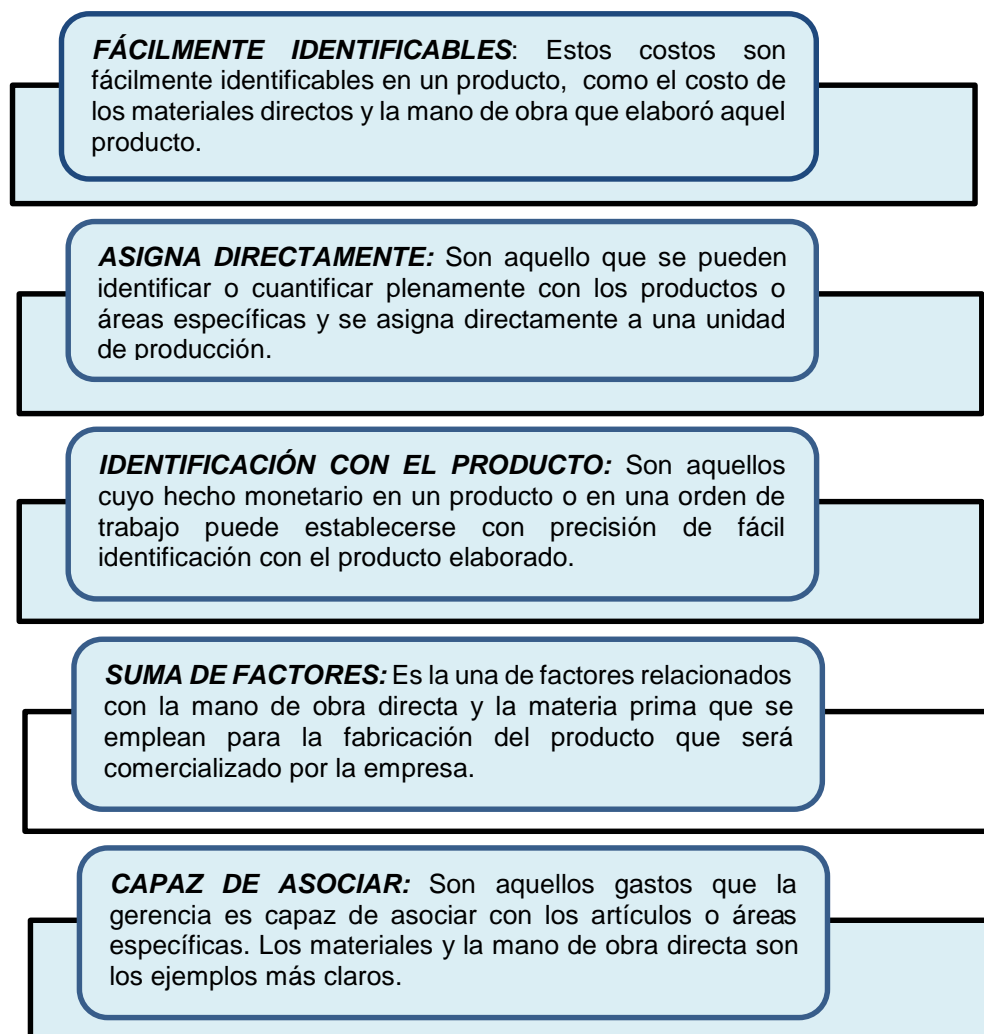 FÁCILMENTE IDENTIFICABLES: Estos costos son
fácilmente identificables en un producto, como el costo de
los materiales directos y la mano de obra que elaboró aquel
producto.
ASIGNA DIRECTAMENTE: Son aquello que se pueden
identificar o cuantificar plenamente con los productos o
áreas específicas y se asigna directamente a una unidad
de producción.
IDENTIFICACIÓN CON EL PRODUCTO: Son aquellos
cuyo hecho monetario en un producto o en una orden de
trabajo puede establecerse con precisión de fácil
identificación con el producto elaborado.
SUMA DE FACTORES: Es la una de factores relacionados
con la mano de obra directa y la materia prima que se
emplean para la fabricación del producto que será
comercializado por la empresa.
CAPAZ DE ASOCIAR: Son aquellos gastos que la
gerencia es capaz de asociar con los artículos o áreas
específicas. Los materiales y la mano de obra directa son
los ejemplos más claros.